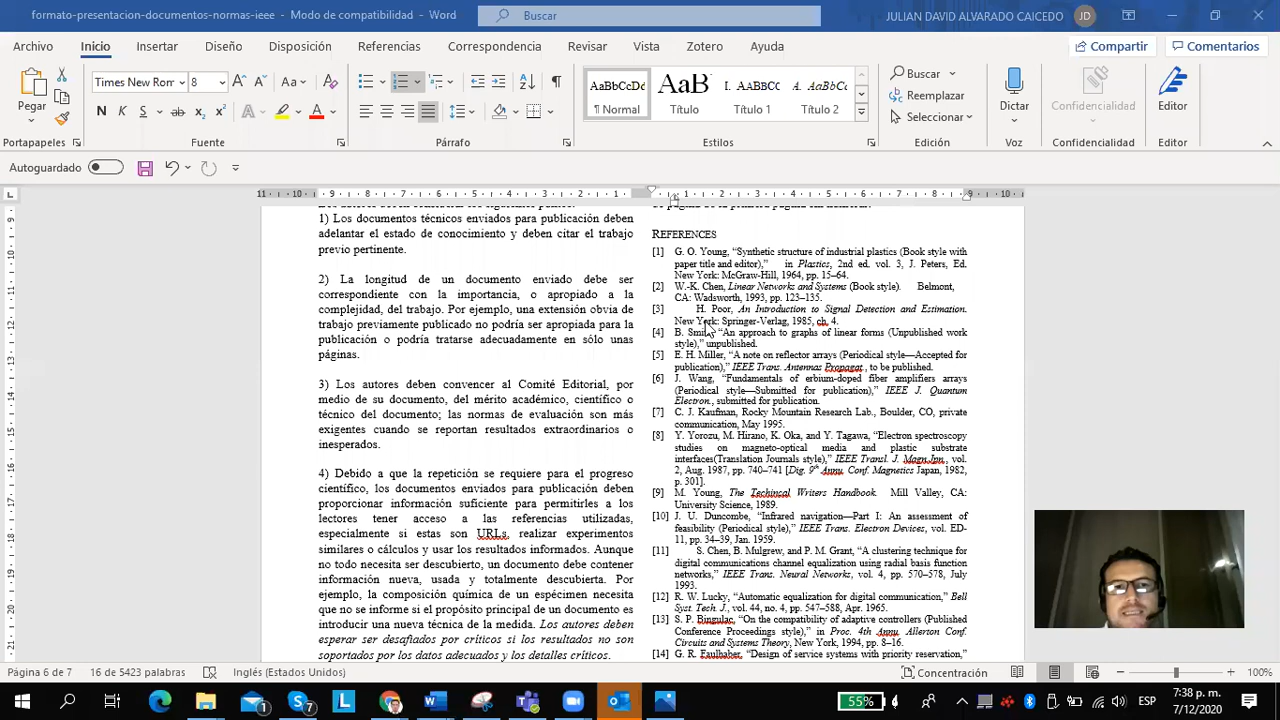 formato-presentacion-documentos-normas-ieee - Modo de compatibilidad - Word
Buscar
JULIAN DAVID ALVARADO CAICEDO JD
Archivo Inicio Insertar Diseño Disposición Referencias Correspondencia Revisar Vista Zotero Ayuda
Compartir Comentarios
Pegar
Times New Rom 8
AaBbCcDd AaB I. AABBCC A. AaBbCc
¶ Normal Título Título 1 Título 2
Buscar
Reemplazar
Seleccionar
Dictar
Confidencialidad
Editor
Portapapeles Fuente Párrafo Estilos Edición Voz Confidencialidad Editor
Autoguardado
11 10 9 8 7 6 5 4 3 2 1 1 2 3 4 5 6 7 8 9 10
1) Los documentos técnicos enviados para publicación deben
adelantar el estado de conocimiento y deben citar el trabajo
previo pertinente.
2) La longitud de un documento enviado debe ser
correspondiente con la importancia, o apropiado a la
complejidad, del trabajo. Por ejemplo, una extensión obvia de
trabajo previamente publicado no podría ser apropiada para la
publicación o podría tratarse adecuadamente en sólo unas
páginas.
3) Los autores deben convencer al Comité Editorial, por
medio de su documento, del mérito académico, científico o
técnico del documento; las normas de evaluación son más
exigentes cuando se reportan resultados extraordinarios o
inesperados.
4) Debido a que la repetición se requiere para el progreso
científico, los documentos enviados para publicación deben
proporcionar información suficiente para permitirles a los
lectores tener acceso a las referencias utilizadas,
especialmente si estas son URLs, realizar experimentos
similares o cálculos y usar los resultados informados. Aunque
no todo necesita ser descubierto, un documento debe contener
información nueva, usada y totalmente descubierta. Por
ejemplo, la composición química de un espécimen necesita
que no se informe si el propósito principal de un documento es
introducir una nueva técnica de la medida. Los autores deben
esperar ser desafiados por críticos si los resultados no son
soportados por los datos adecuados y los detalles críticos.
REFERENCES
[1] G. O. Young, “Synthetic structure of industrial plastics (Book style with
paper title and editor),” in Plastics, 2nd ed. vol. 3, J. Peters, Ed.
New York: McGraw-Hill, 1964, pp. 15–64.
[2] W.-K. Chen, Linear Networks and Systems (Book style). Belmont,
CA: Wadsworth, 1993, pp. 123–135.
[3] H. Poor, An Introduction to Signal Detection and Estimation.
New York: Springer-Verlag, 1985, ch. 4.
[4] B. Smith, “An approach to graphs of linear forms (Unpublished work
style),” unpublished.
[5] E. H. Miller, “A note on reflector arrays (Periodical style—Accepted for
publication),” IEEE Trans. Antennas Propagat., to be published.
[6] J. Wang, “Fundamentals of erbium-doped fiber amplifiers arrays
(Periodical style—Submitted for publication),” IEEE J. Quantum
Electron., submitted for publication.
[7] C. J. Kaufman, Rocky Mountain Research Lab., Boulder, CO, private
communication, May 1995.
[8] Y. Yorozu, M. Hirano, K. Oka, and Y. Tagawa, “Electron spectroscopy
studies on magneto-optical media and plastic substrate
interfaces(Translation Journals style),” IEEE Transl. J. Magn.Jpn., vol.
2, Aug. 1987, pp. 740–741 [Dig. 9th Annu. Conf. Magnetics Japan, 1982,
p. 301].
[9] M. Young, The Techincal Writers Handbook. Mill Valley, CA:
University Science, 1989.
[10] J. U. Duncombe, “Infrared navigation—Part I: An assessment of
feasibility (Periodical style),” IEEE Trans. Electron Devices, vol. ED-
11, pp. 34–39, Jan. 1959.
[11] S. Chen, B. Mulgrew, and P. M. Grant, “A clustering technique for
digital communications channel equalization using radial basis function
networks,” IEEE Trans. Neural Networks, vol. 4, pp. 570–578, July
1993.
[12] R. W. Lucky, “Automatic equalization for digital communication,” Bell
Syst. Tech. J., vol. 44, no. 4, pp. 547–588, Apr. 1965.
[13] S. P. Bingulac, “On the compatibility of adaptive controllers (Published
Conference Proceedings style),” in Proc. 4th Annu. Allerton Conf.
Circuits and Systems Theory, New York, 1994, pp. 8–16.
[14] G. R. Faulhaber, “Design of service systems with priority reservation,”
Página 6 de 7 16 de 5423 palabras Inglés (Estados Unidos) Concentración 100%
55% ESP 7:38 p. m.
7/12/2020